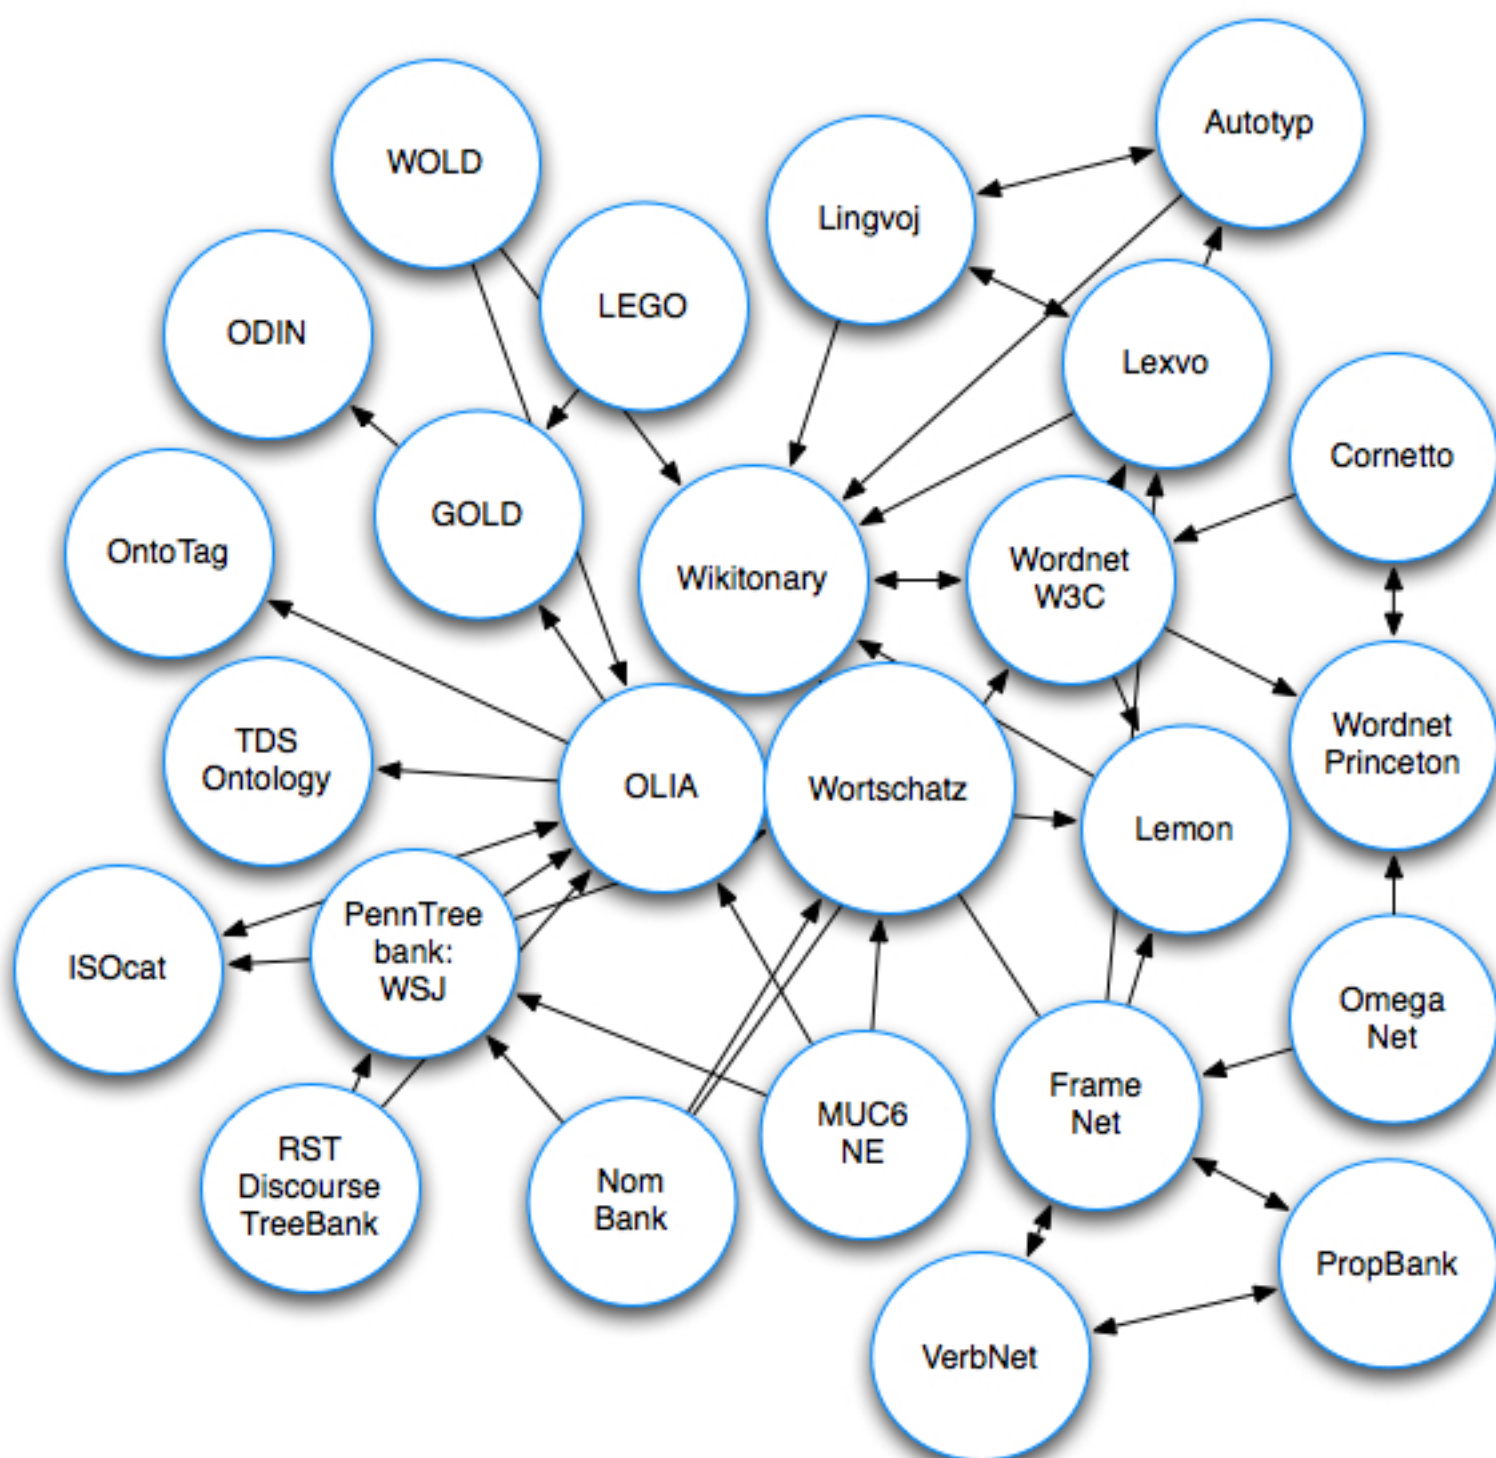 Autotyp
WOLD
Lingvoj
LEGO
ODIN
Lexvo
Cornetto
GOLD
OntoTag
Wikitonary
Wordnet
W3C
TDS
Ontology
OLIA
Wortschatz
Wordnet
Princeton
Lemon
PennTree
bank:
WSJ
ISOcat
Omega
Net
Frame
Net
MUC6
NE
RST
Discourse
TreeBank
Nom
Bank
PropBank
VerbNet